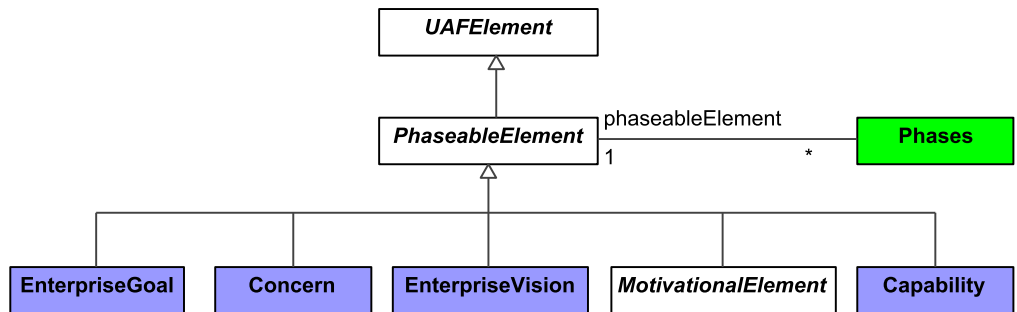 UAFElement
PhaseableElement
phaseableElement
1
*
Phases
EnterpriseGoal
Concern
EnterpriseVision
MotivationalElement
Capability